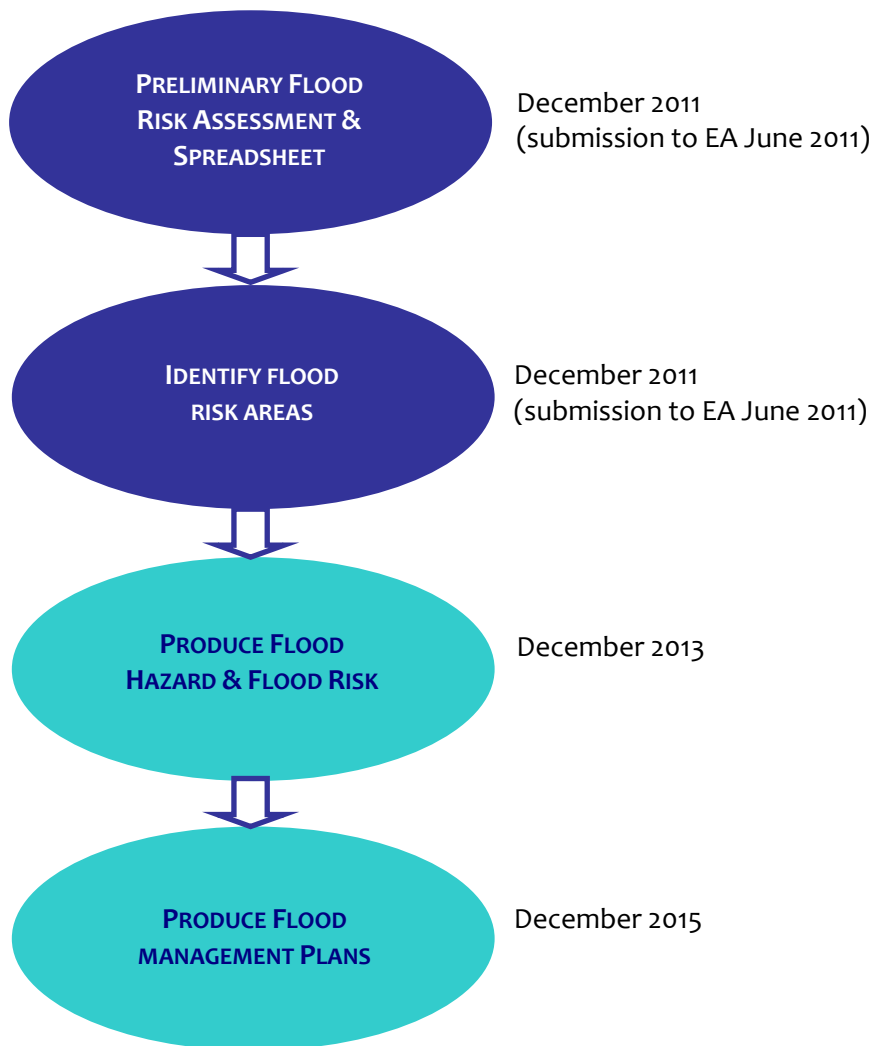 PRELIMINARY FLOOD
RISK ASSESSMENT &
SPREADSHEET
December 2011
(submission to EA June 2011)
IDENTIFY FLOOD
RISK AREAS
December 2011
(submission to EA June 2011)
PRODUCE FLOOD
HAZARD & FLOOD RISK
December 2013
PRODUCE FLOOD
MANAGEMENT PLANS
December 2015